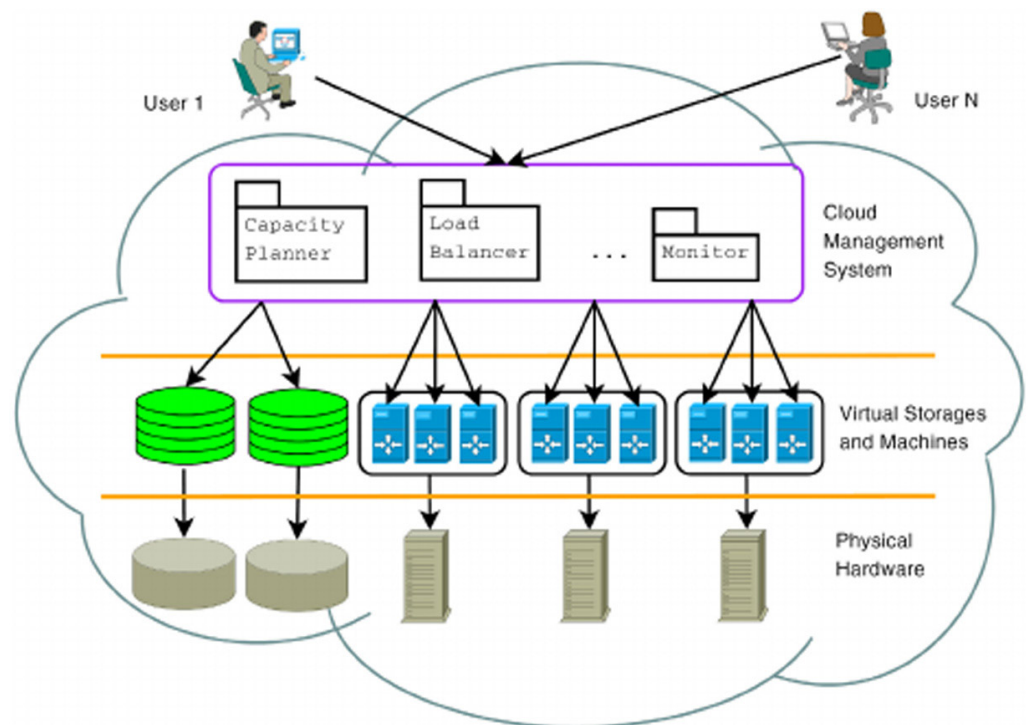 User 1
User N
Capacity
Planner
Load
Balancer
...
Monitor
Cloud
Management
System
Virtual Storages
and Machines
Physical
Hardware